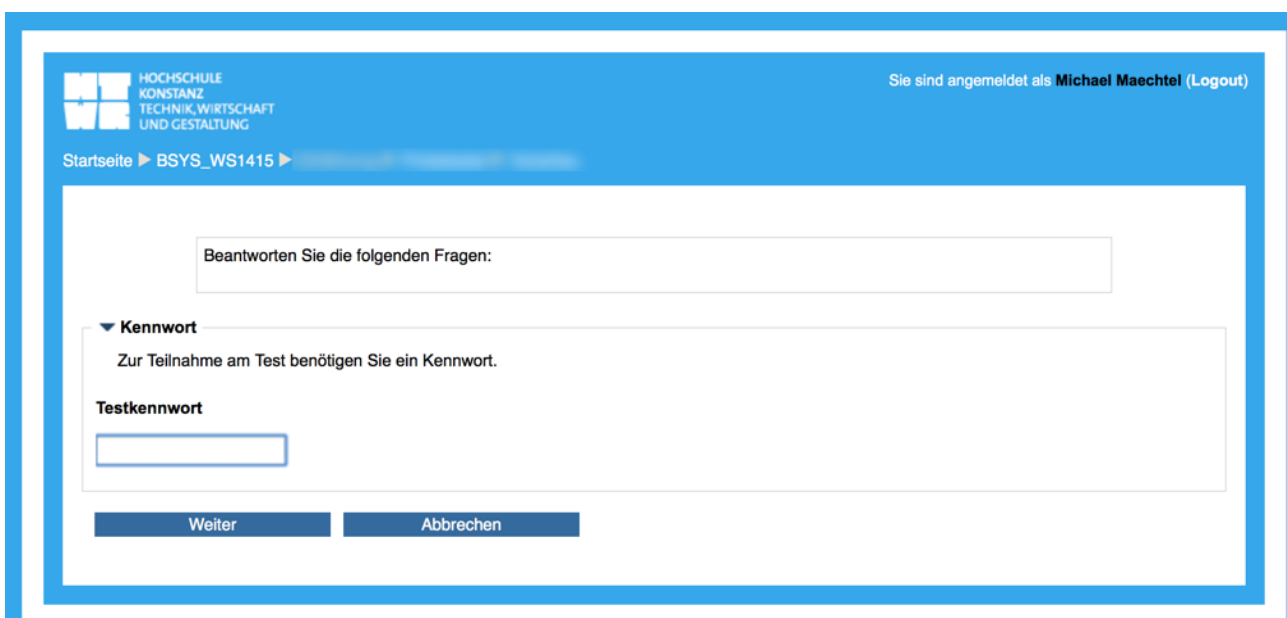 HOCHSCHULE
KONSTANZ
TECHNIK, WIRTSCHAFT
UND GESTALTUNG
Sie sind angemeldet als Michael Maechtel (Logout)
Startseite ▶ BSYS_WS1415 ▶
Beantworten Sie die folgenden Fragen:
Kennwort
Zur Teilnahme am Test benötigen Sie ein Kennwort.
Testkennwort
Weiter Abbrechen